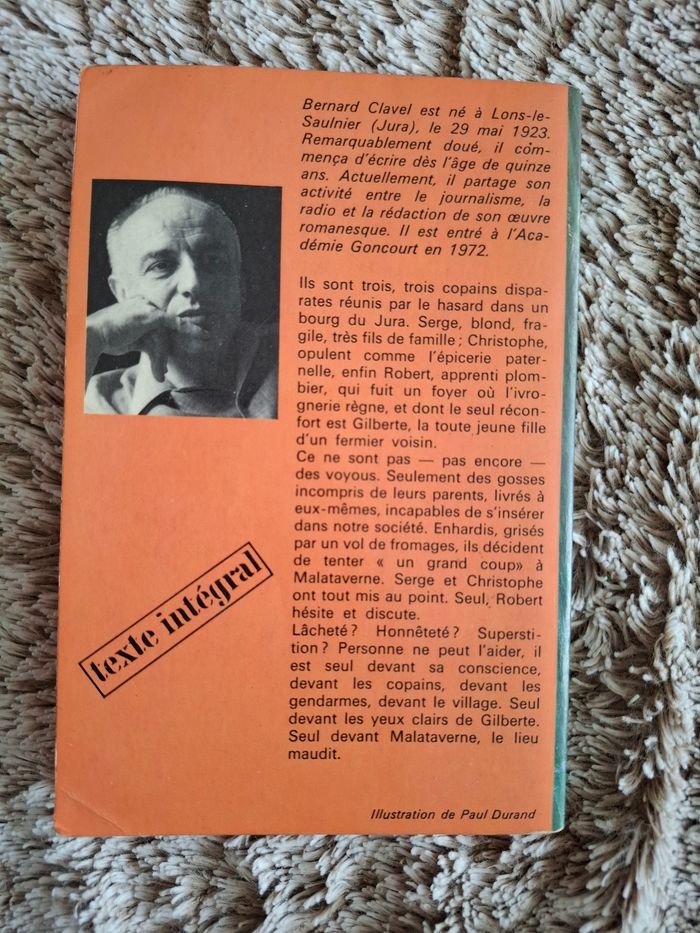 Bernard Clavel est né à Lons-le-
Saulnier (Jura), le 29 mai 1923.
Remarquablement doué, il com-
mença d'écrire dès l'âge de quinze
ans. Actuellement, il partage son
activité entre le journalisme, la
radio et la rédaction de son œuvre
romanesque. Il est entré à l'Aca-
démie Goncourt en 1972.
Ils sont trois, trois copains dispa-
rates réunis par le hasard dans un
bourg du Jura. Serge, blond, fra-
gile, très fils de famille ; Christophe,
opulent comme l'épicerie pater-
nelle, enfin Robert, apprenti plom-
bier, qui fuit un foyer où l'ivro-
gnerie règne, et dont le seul récon-
fort est Gilberte, la toute jeune fille
d'un fermier voisin.
Ce ne sont pas — pas encore —
des voyous. Seulement des gosses
incompris de leurs parents, livrés à
eux-mêmes, incapables de s'insérer
dans notre société. Enhardis, grisés
par un vol de fromages, ils décident
de tenter « un grand coup» à
Malataverne. Serge et Christophe
ont tout mis au point. Seul, Robert
hésite et discute.
Lâcheté ? Honnêteté ? Supersti-
tion ? Personne ne peut l'aider, il
est seul devant sa conscience,
devant les copains, devant les
gendarmes, devant le village. Seul
devant les yeux clairs de Gilberte.
Seul devant Malataverne, le lieu
maudit.
texte intégral
Illustration de Paul Durand